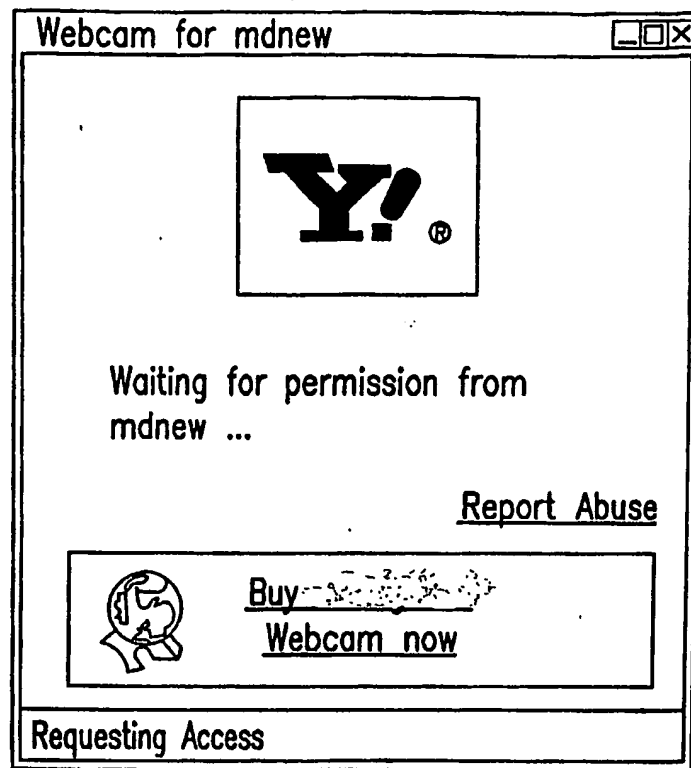 Webcam for mdnew
Y! ®
Waiting for permission from
mdnew ...
Report Abuse
Buy
Webcam now
Requesting Access